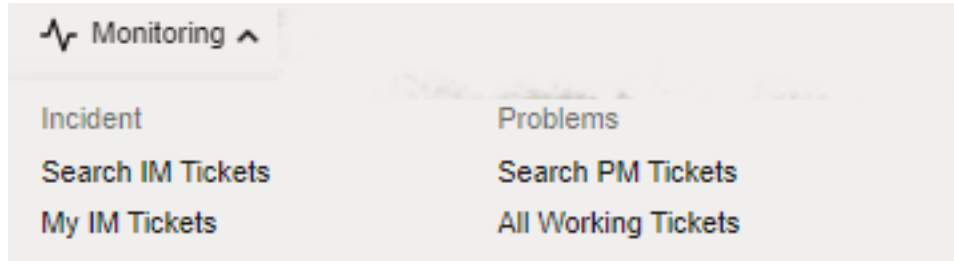 Monitoring
Incident
Search IM Tickets
My IM Tickets
Problems
Search PM Tickets
All Working Tickets